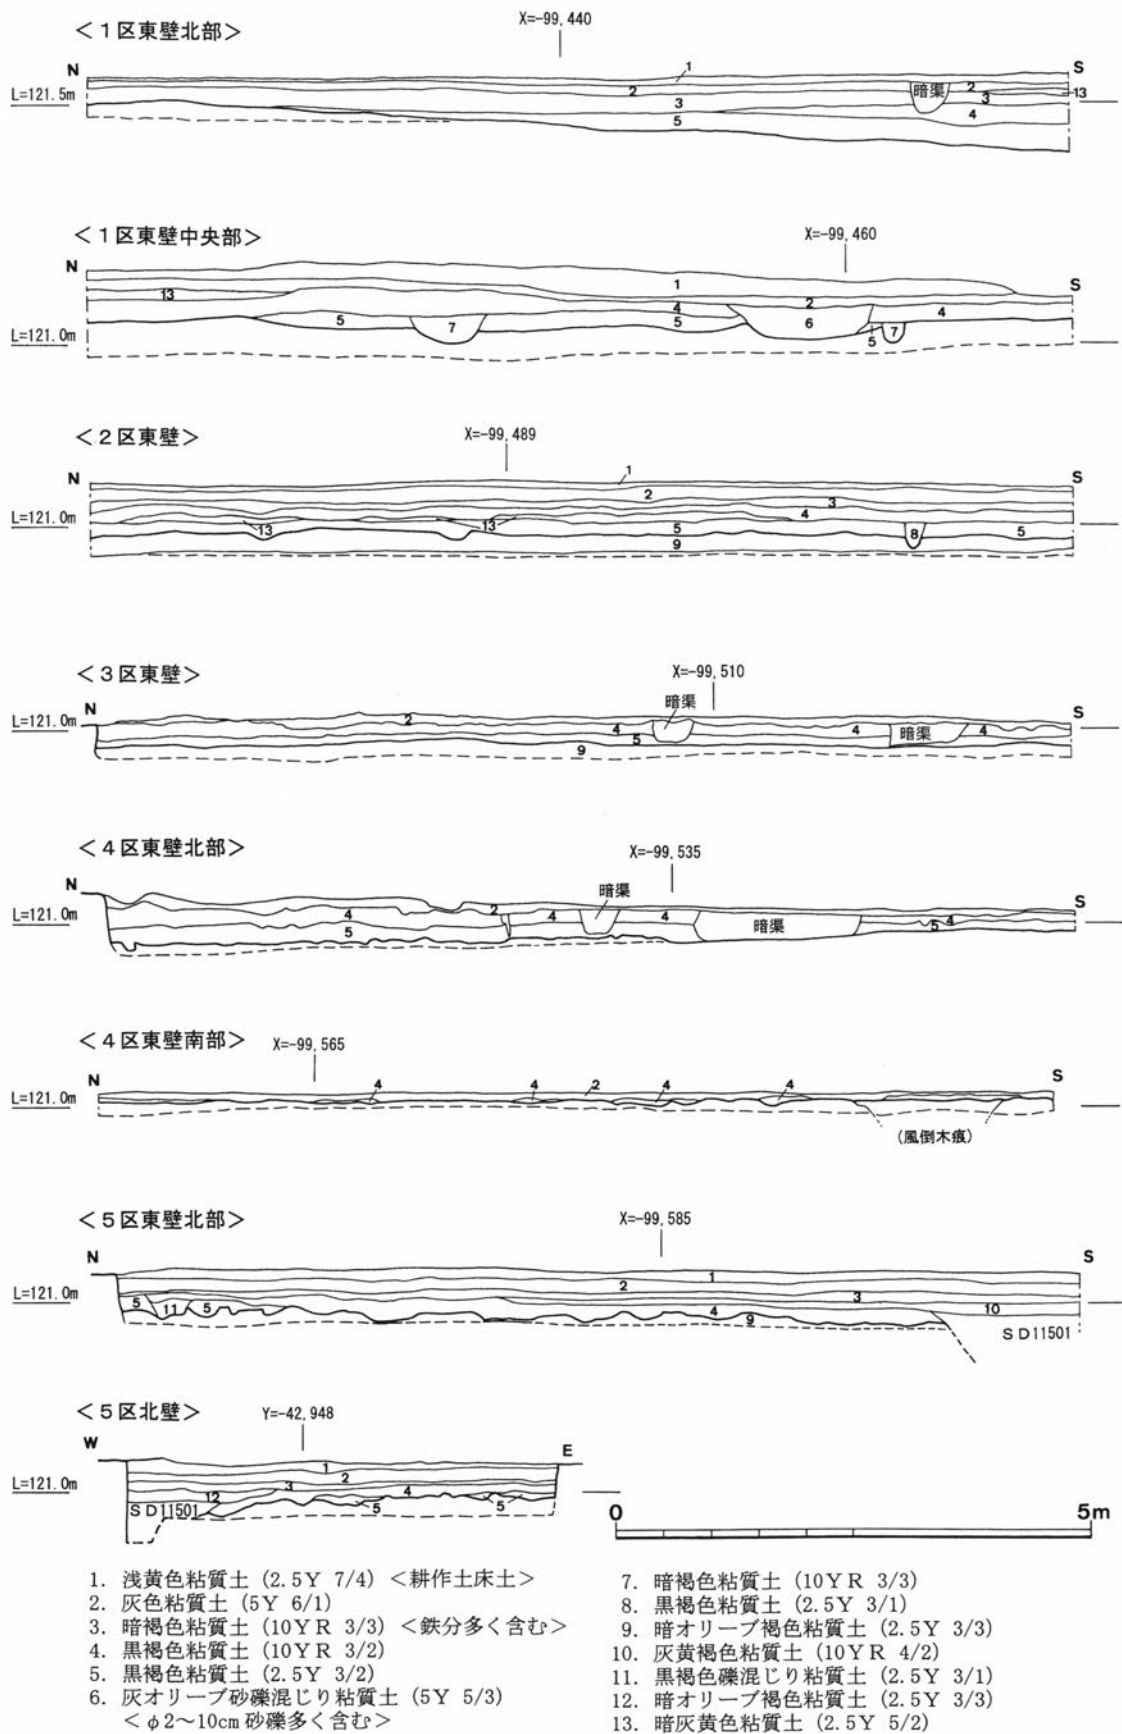 ＜１区東壁北部＞
X=-99,440
N
S
L=121.5m
1
2
暗渠
2
13
3
3
5
4
＜１区東壁中央部＞
X=-99,460
N
S
1
13
2
4
4
5
7
5
6
5
7
L=121.0m
＜２区東壁＞
X=-99,489
N
S
1
2
3
4
L=121.0m
13
13
5
8
5
9
＜３区東壁＞
X=-99,510
N
暗渠
S
L=121.0m
2
4
5
4
暗渠
4
9
＜４区東壁北部＞
X=-99,535
N
暗渠
S
L=121.0m
4
2
4
4
暗渠
4
5
5
＜４区東壁南部＞
X=-99,565
N
S
L=121.0m
4
4
2
4
4
(風倒木痕)
＜５区東壁北部＞
X=-99,585
N
S
1
2
L=121.0m
3
5
11
5
4
9
10
ＳＤ11501
＜５区北壁＞
Y=-42,948
W
E
1
2
L=121.0m
3
4
12
ＳＤ11501
5
5
0
5m
1. 浅黄色粘質土 (2.5Y 7/4) ＜耕作土床土＞
2. 灰色粘質土 (5Y 6/1)
3. 暗褐色粘質土 (10YR 3/3) ＜鉄分多く含む＞
4. 黒褐色粘質土 (10YR 3/2)
5. 黒褐色粘質土 (2.5Y 3/2)
6. 灰オリーブ砂礫混じり粘質土 (5Y 5/3)
＜φ2～10cm 砂礫多く含む＞
7. 暗褐色粘質土 (10YR 3/3)
8. 黒褐色粘質土 (2.5Y 3/1)
9. 暗オリーブ褐色粘質土 (2.5Y 3/3)
10. 灰黄褐色粘質土 (10YR 4/2)
11. 黒褐色礫混じり粘質土 (2.5Y 3/1)
12. 暗オリーブ褐色粘質土 (2.5Y 3/3)
13. 暗灰黄色粘質土 (2.5Y 5/2)